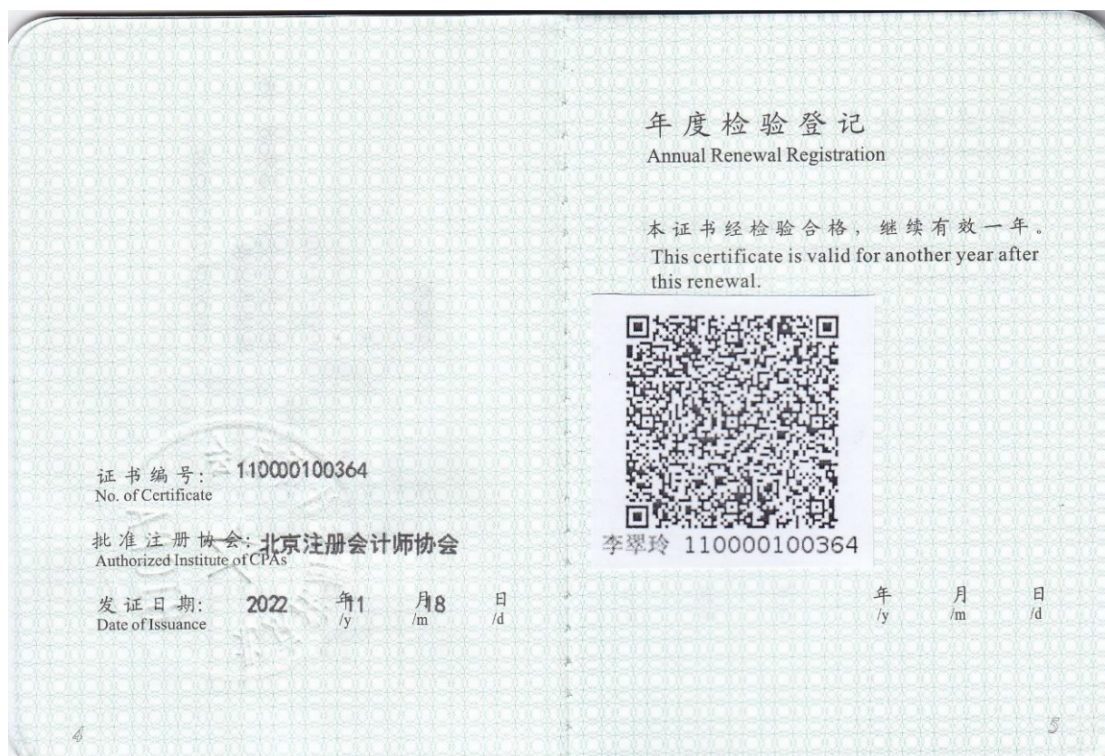 证书编号: 110000100364
No. of Certificate
批准注册协会: 北京注册会计师协会
Authorized Institute of CPAs
发证日期: 2022 年 11 月 18 日
Date of Issuance /y /m /d
4
年度检验登记
Annual Renewal Registration
本证书经检验合格，继续有效一年。
This certificate is valid for another year after
this renewal.
李翠玲 110000100364
年 月 日
/y /m /d
5